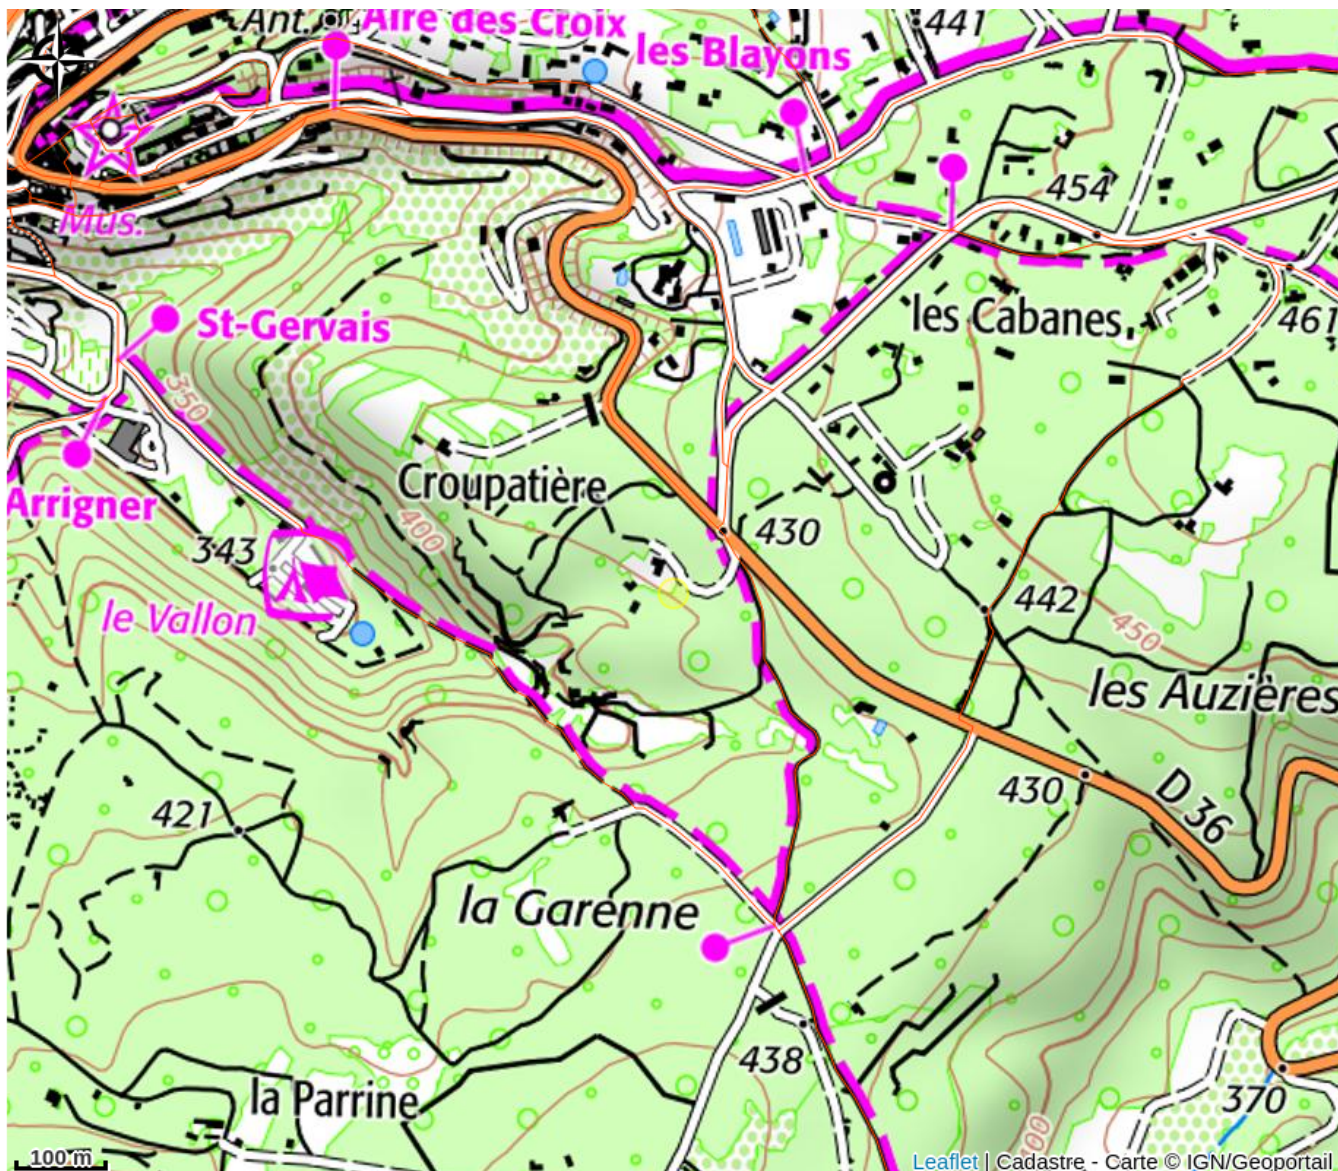 Ant.
Aire des Croix
441
les Blayons
454
Mus.
les Cabanes
461
St-Gervais
350
Croupatière
400
430
Arrigner
343
le Vallon
442
450
les Auzières
430
D 36
421
la Garenne
438
la Parrine
370
100 m
Leaflet | Cadastre - Carte © IGN/Geoportail